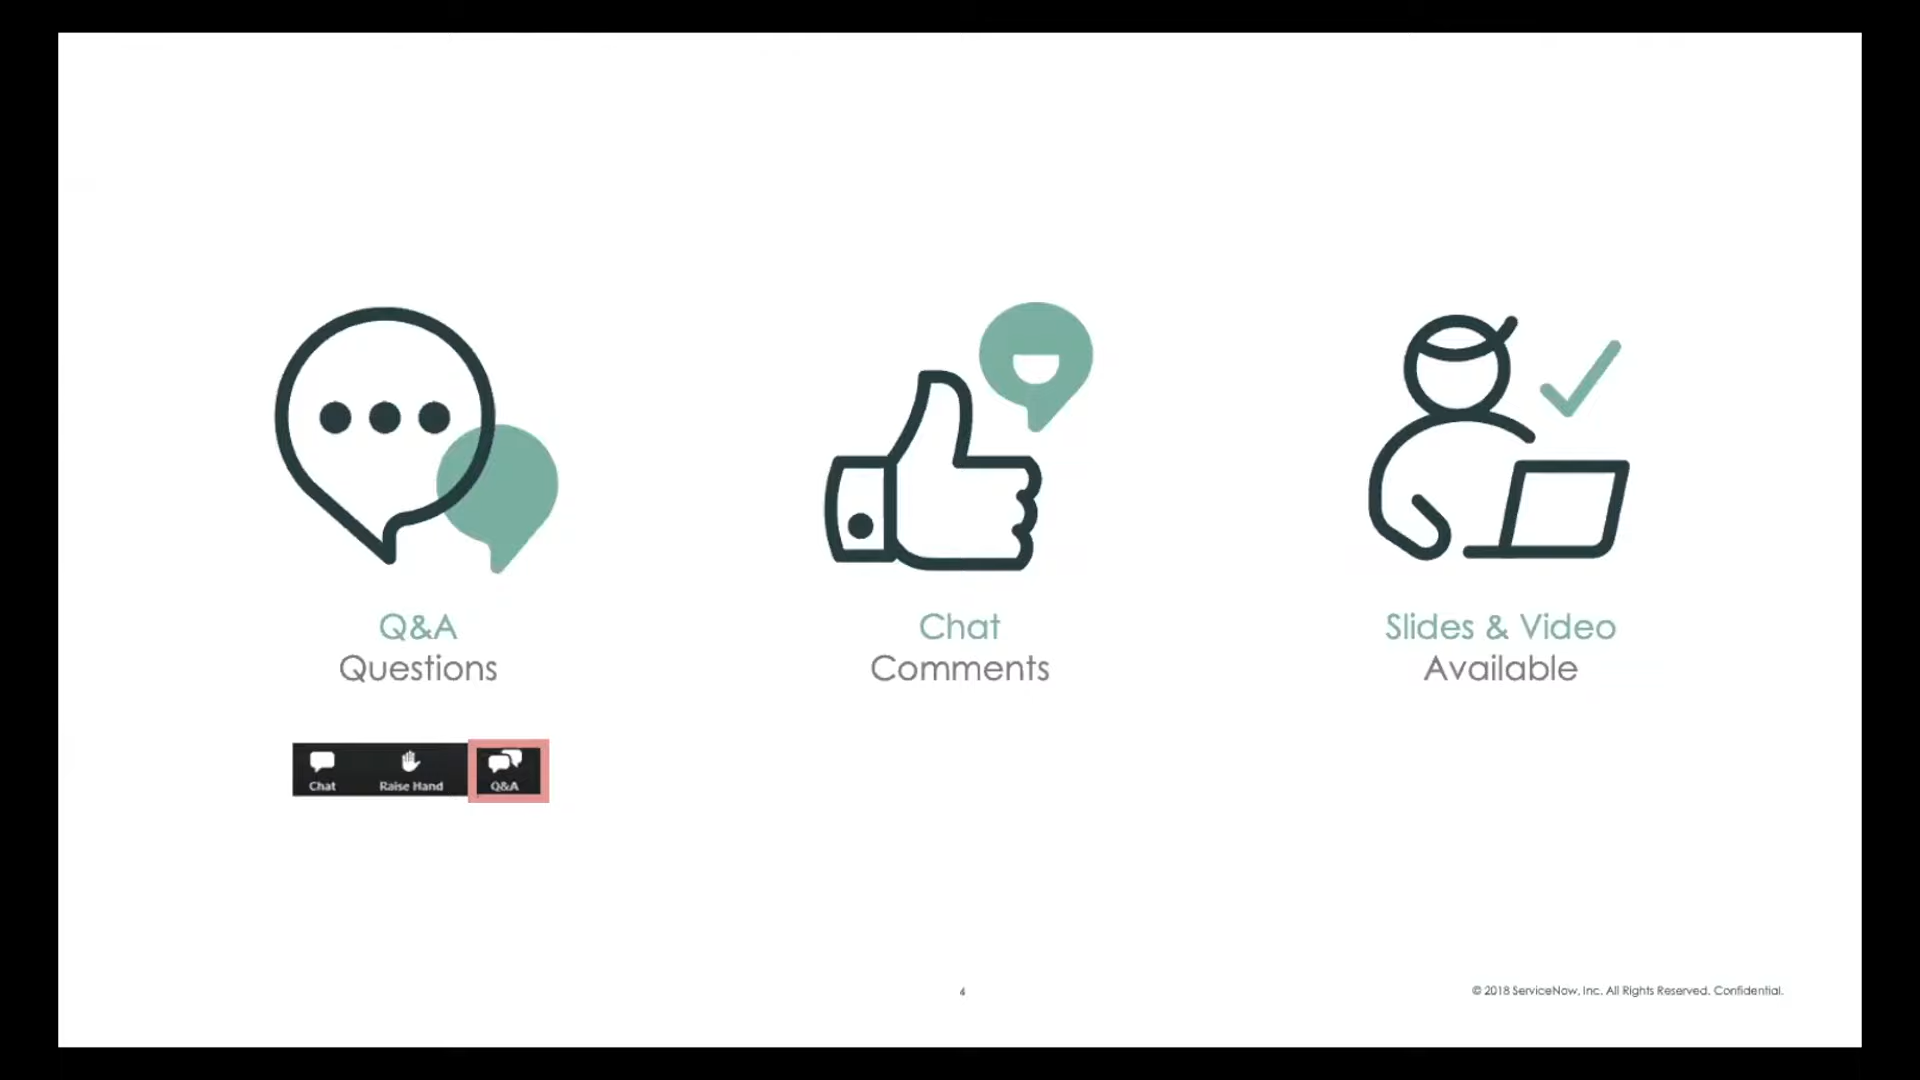 Q&A
Questions
Chat
Comments
Slides & Video
Available
Chat
Raise Hand
Q&A
4
© 2018 ServiceNow, Inc. All Rights Reserved. Confidential.